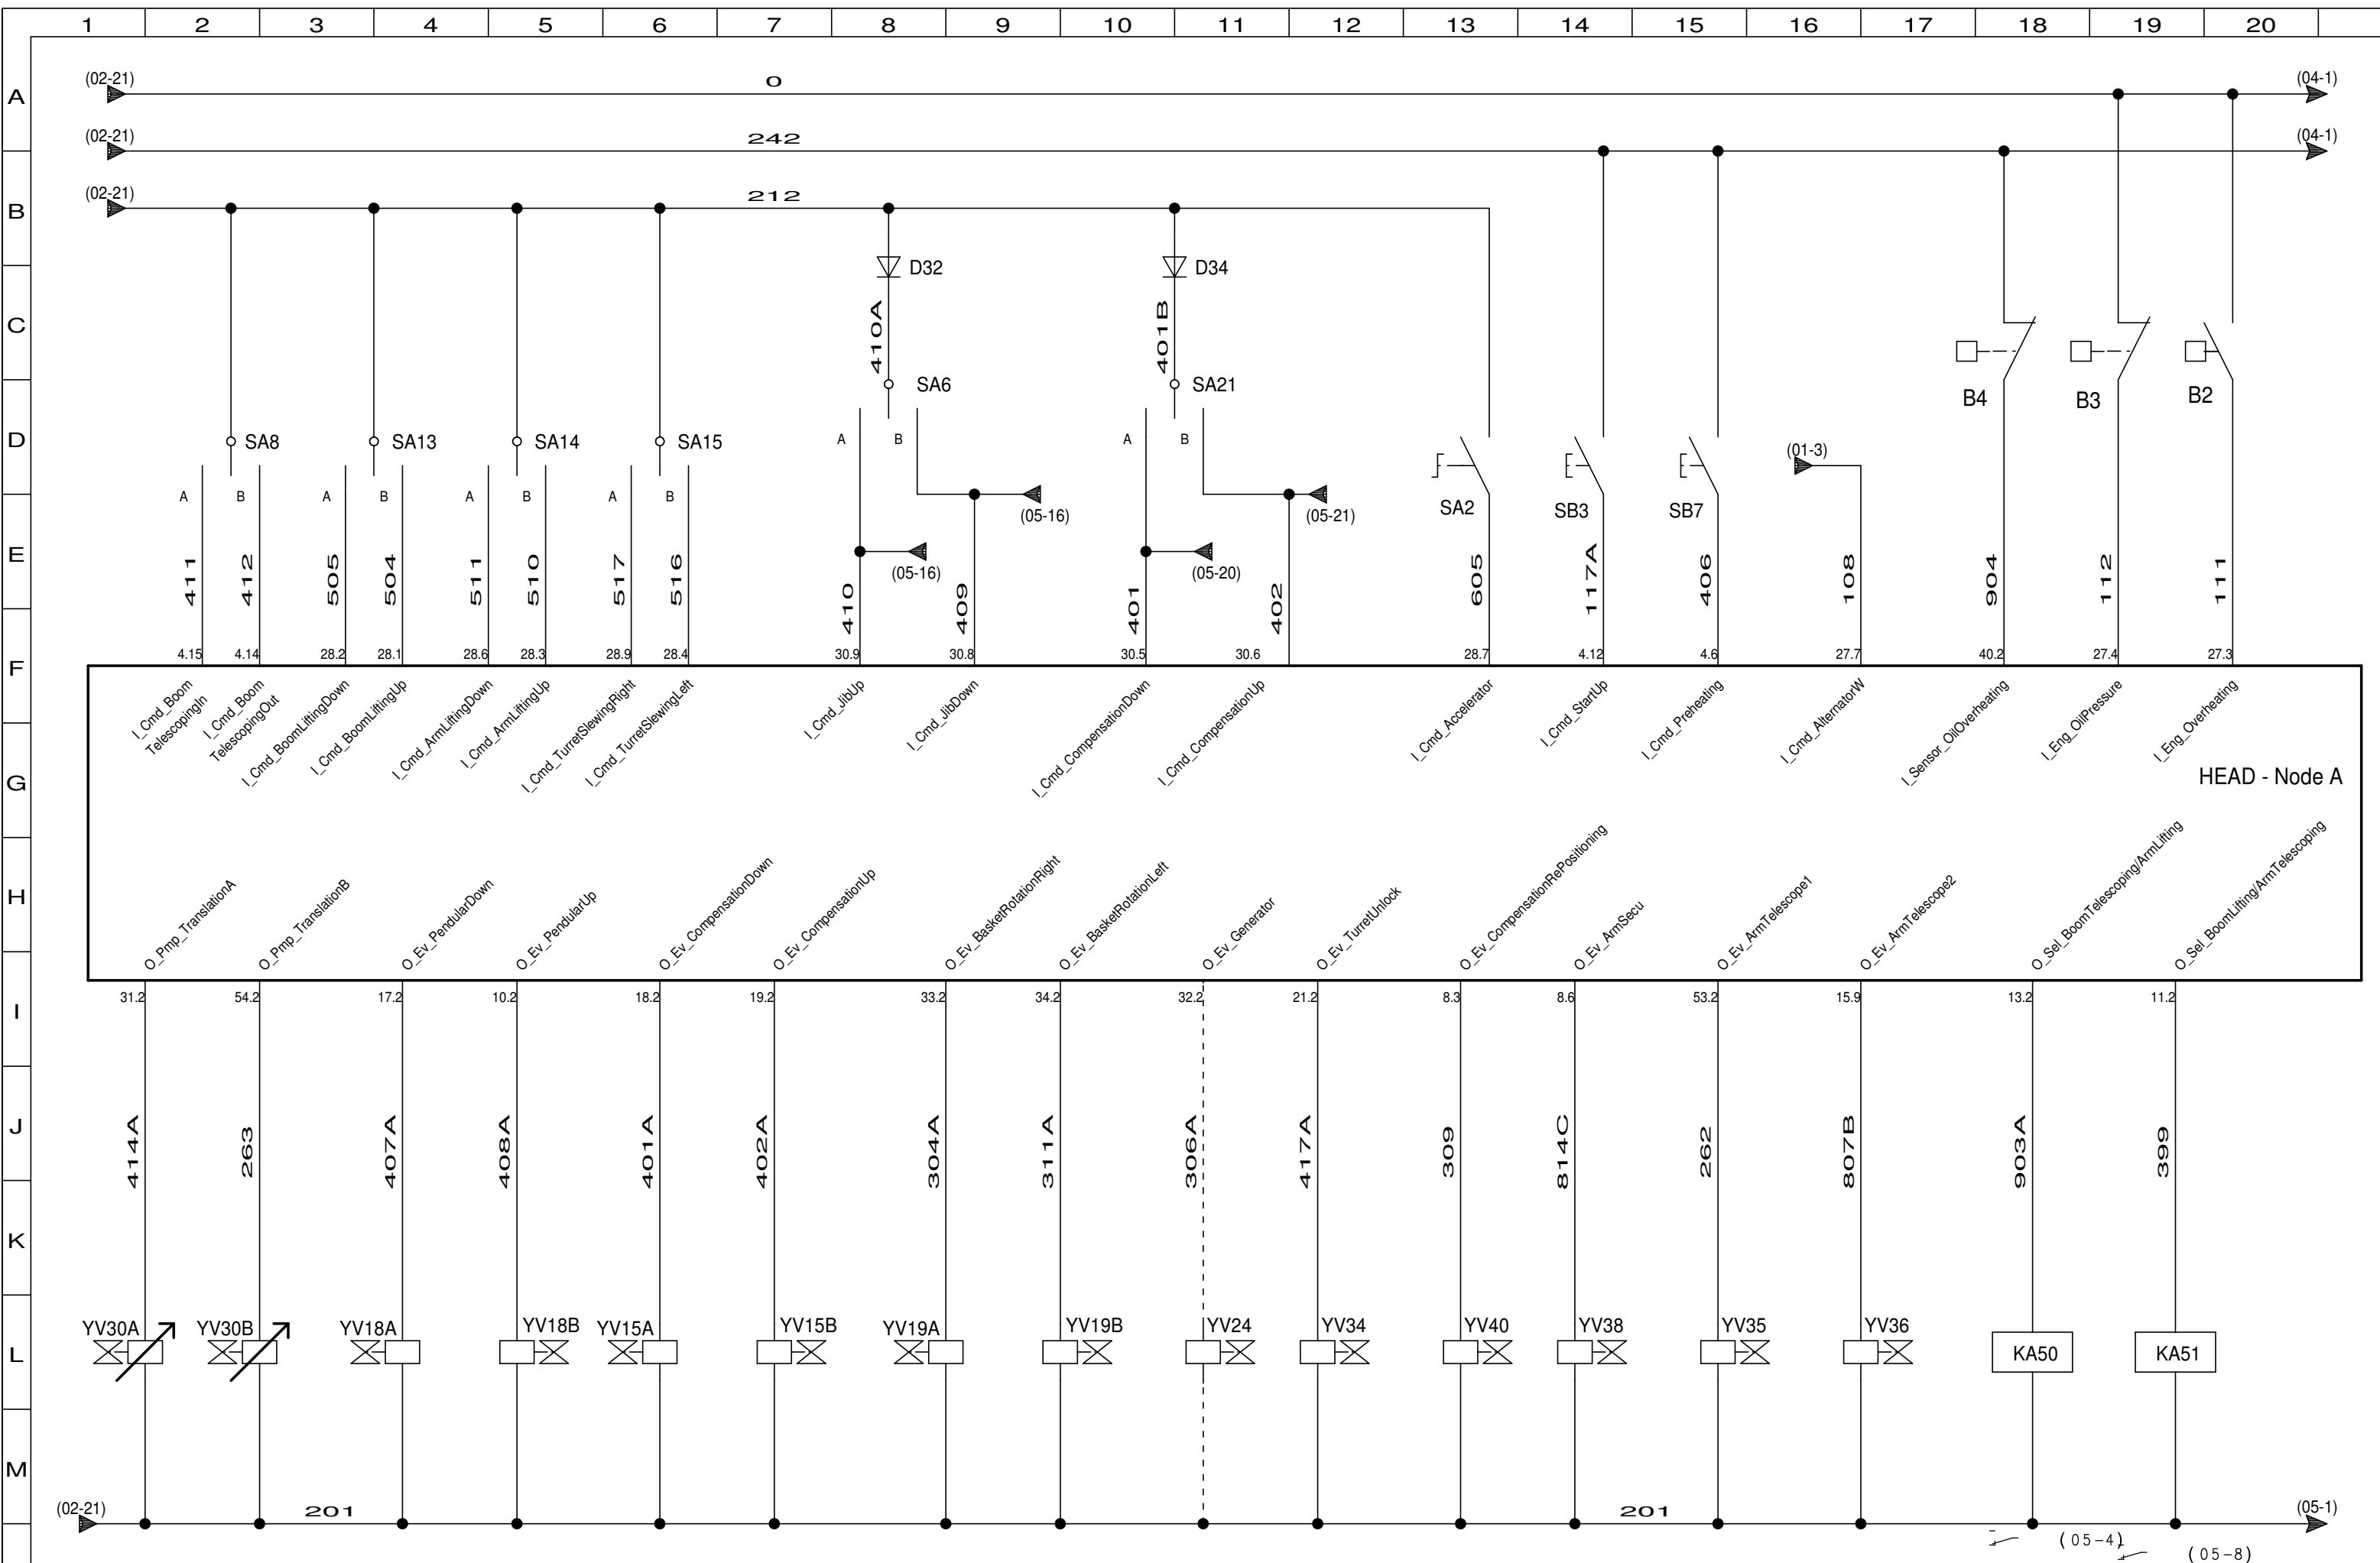 1 2 3 4 5 6 7 8 9 10 11 12 13 14 15 16 17 18 19 20
A
B
C
D
E
F
G
H
I
J
K
L
M
(02-21) 0 (04-1)
(02-21) 242 (04-1)
(02-21) 212
D32 D34
410A 401B
SA6 SA21
B4 B3 B2
SA8 SA13 SA14 SA15 A B A B
(01-3)
A B A B A B A B
SA2 SB3 SB7
(05-16) (05-21)
(05-16) (05-20)
411 412 505 504 511 510 517 516 410 409 401 402 605 117A 406 108 904 112 111
4.15 4.14 28.2 28.1 28.6 28.3 28.9 28.4 30.9 30.8 30.5 30.6 28.7 4.12 4.6 27.7 40.2 27.4 27.3
I_Cmd_Boom
TelescopingIn
I_Cmd_Boom
TelescopingOut
I_Cmd_BoomLiftingDown
I_Cmd_BoomLiftingUp
I_Cmd_ArmLiftingDown
I_Cmd_ArmLiftingUp
I_Cmd_TurretSlewingRight
I_Cmd_TurretSlewingLeft
I_Cmd_JibUp
I_Cmd_JibDown
I_Cmd_CompensationDown
I_Cmd_CompensationUp
I_Cmd_Accelerator
I_Cmd_StartUp
I_Cmd_Preheating
I_Cmd_AlternatorW
I_Sensor_OilOverheating
I_Eng_OilPressure
I_Eng_Overheating
HEAD - Node A
O_Pmp_TranslationA
O_Pmp_TranslationB
O_Ev_PendularDown
O_Ev_PendularUp
O_Ev_CompensationDown
O_Ev_CompensationUp
O_Ev_BasketRotationRight
O_Ev_BasketRotationLeft
O_Ev_Generator
O_Ev_TurretUnlock
O_Ev_CompensationRePositioning
O_Ev_ArmSecu
O_Ev_ArmTelescope1
O_Ev_ArmTelescope2
O_Sel_BoomTelescoping/ArmLifting
O_Sel_BoomLifting/ArmTelescoping
31.2 54.2 17.2 10.2 18.2 19.2 33.2 34.2 32.2 21.2 8.3 8.6 53.2 15.9 13.2 11.2
414A 263 407A 408A 401A 402A 304A 311A 306A 417A 309 814C 262 807B 903A 399
YV30A YV30B YV18A YV18B YV15A YV15B YV19A YV19B YV24 YV34 YV40 YV38 YV35 YV36 KA50 KA51
(02-21) 201 201 (05-1)
(05-4)
(05-8)